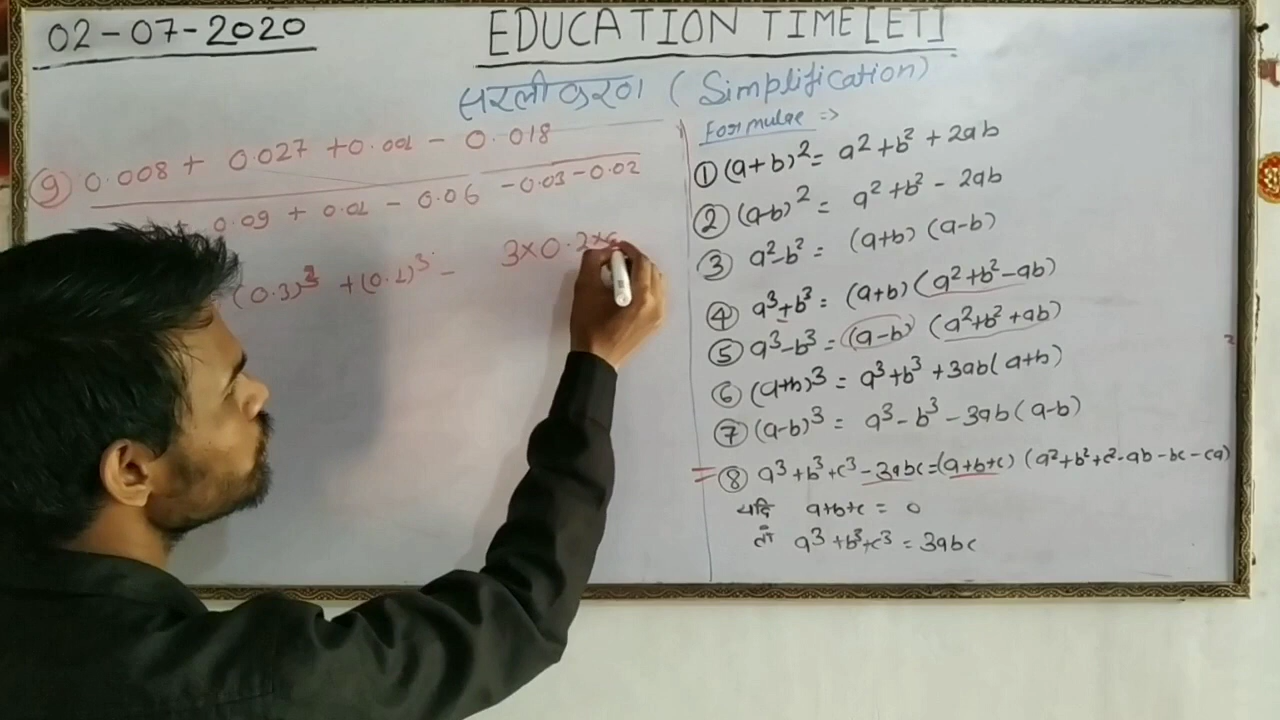 02-07-2020
EDUCATION TIME[ET]
सरलीकरण (Simplification)
9) 0.008 + 0.027 + 0.001 - 0.018
0.09 + 0.01 - 0.06 - 0.03 - 0.02
(0.3)³ + (0.1)³ - 3×0.2×
Formulae =>
① (a+b)² = a² + b² + 2ab
② (a-b)² = a² + b² - 2ab
③ a² - b² = (a+b) (a-b)
④ a³ + b³ = (a+b) (a² + b² - ab)
⑤ a³ - b³ = (a-b) (a² + b² + ab)
⑥ (a+b)³ = a³ + b³ + 3ab(a+b)
⑦ (a-b)³ = a³ - b³ - 3ab(a-b)
= ⑧ a³ + b³ + c³ - 3abc = (a+b+c) (a² + b² + c² - ab - bc - ca)
यदि a+b+c = 0
तो a³ + b³ + c³ = 3abc